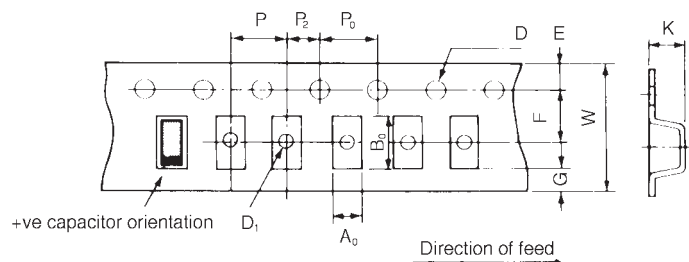 P P₂ P₀ D E K
F
W
B₀
G
+ve capacitor orientation
D₁
A₀
Direction of feed